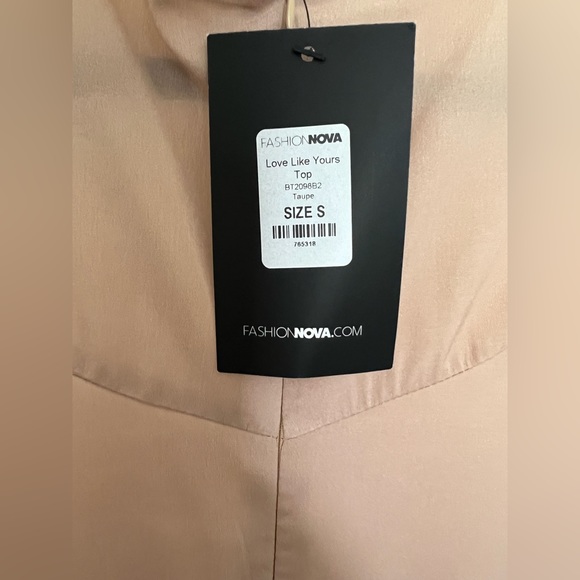 FASHIONNOVA
Love Like Yours
Top
BT2098B2
Taupe
SIZE S
765318
FASHIONNOVA.COM